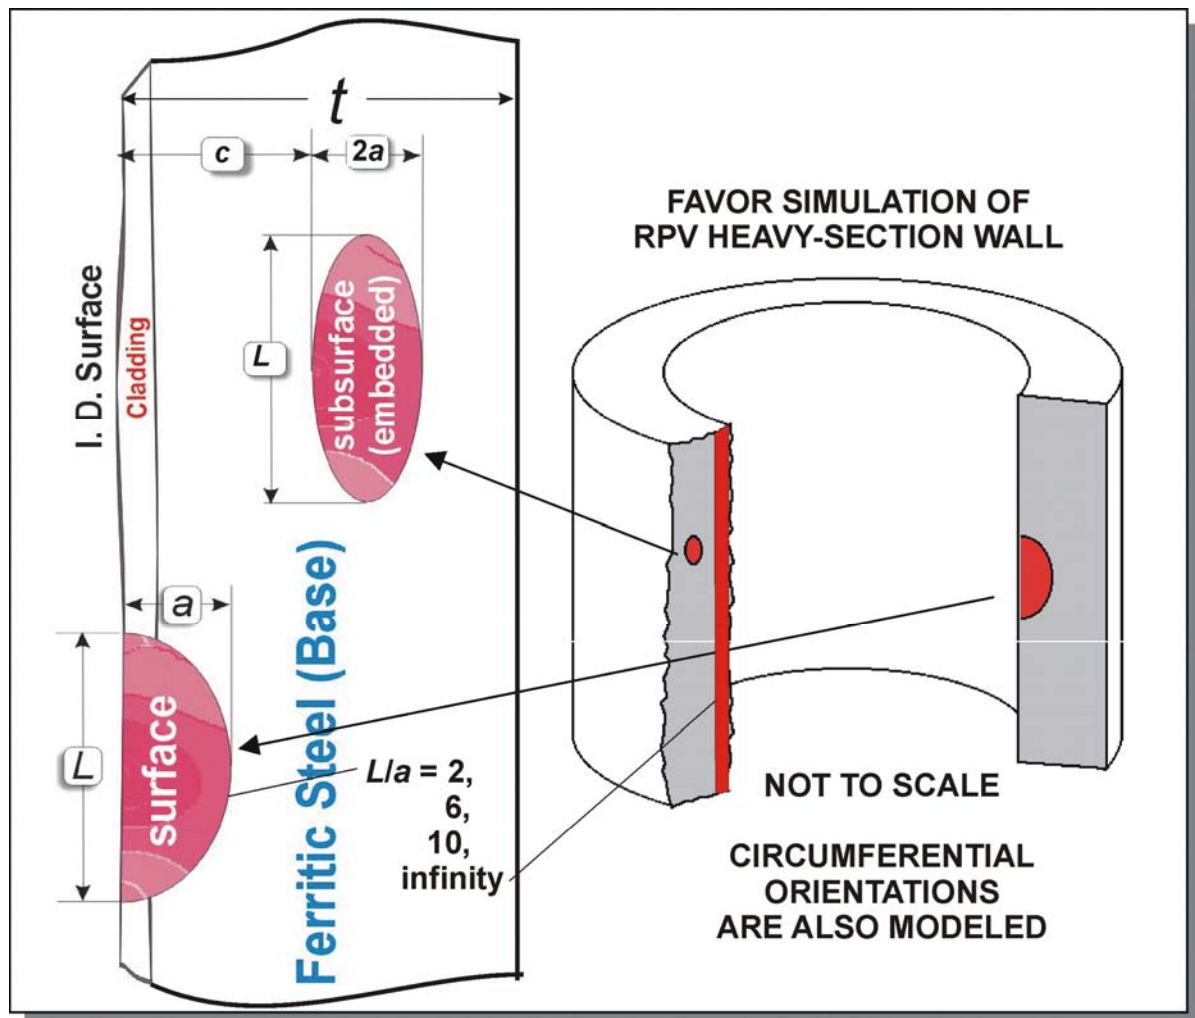 t
c
2a
FAVOR SIMULATION OF
RPV HEAVY-SECTION WALL
I. D. Surface
Cladding
L
subsurface
(embedded)
a
L
surface
Ferritic Steel (Base)
L/a = 2,
6,
10,
infinity
NOT TO SCALE
CIRCUMFERENTIAL
ORIENTATIONS
ARE ALSO MODELED